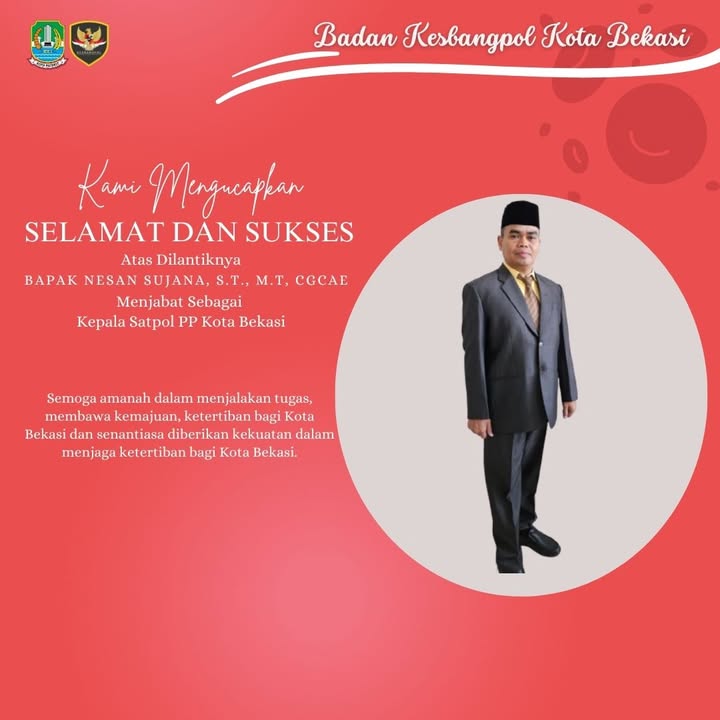 Badan Kesbangpol Kota Bekasi
Kami Mengucapkan
SELAMAT DAN SUKSES
Atas Dilantiknya
BAPAK NESAN SUJANA, S.T., M.T, CGCAE
Menjabat Sebagai
Kepala Satpol PP Kota Bekasi
Semoga amanah dalam menjalakan tugas,
membawa kemajuan, ketertiban bagi Kota
Bekasi dan senantiasa diberikan kekuatan dalam
menjaga ketertiban bagi Kota Bekasi.